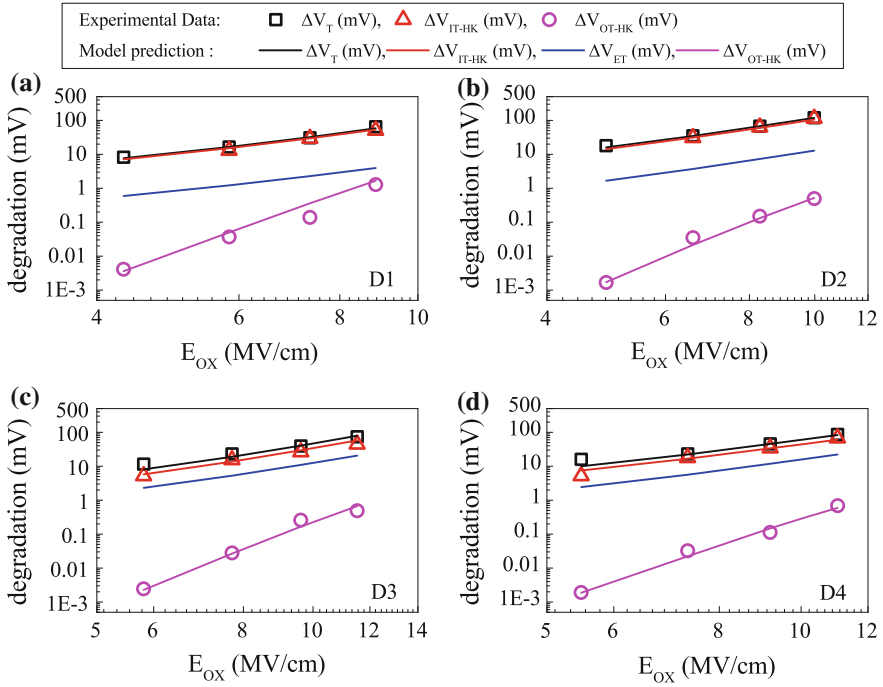 Experimental Data: ΔV_T (mV), ΔV_IT-HK (mV), ΔV_OT-HK (mV)
Model prediction : ΔV_T (mV), ΔV_IT-HK (mV), ΔV_ET (mV), ΔV_OT-HK (mV)
(a)
degradation (mV)
500
100
10
1
0.1
0.01
1E-3
D1
4 6 8 10
E_OX (MV/cm)
(b)
degradation (mV)
500
100
10
1
0.1
0.01
1E-3
D2
4 6 8 10 12
E_OX (MV/cm)
(c)
degradation (mV)
500
100
10
1
0.1
0.01
1E-3
D3
5 6 8 10 12 14
E_OX (MV/cm)
(d)
degradation (mV)
500
100
10
1
0.1
0.01
1E-3
D4
5 6 8 10 12
E_OX (MV/cm)